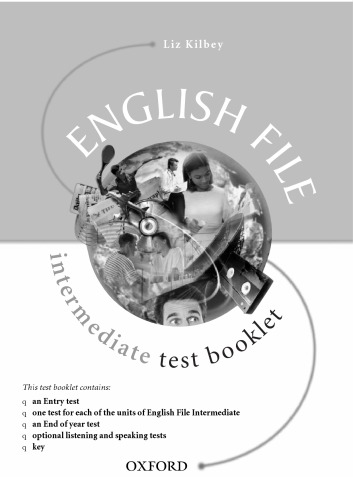 Liz Kilbey
ENGLISH FILE
intermediate test booklet
This test booklet contains:
q an Entry test
q one test for each of the units of English File Intermediate
q an End of year test
q optional listening and speaking tests
q key
OXFORD